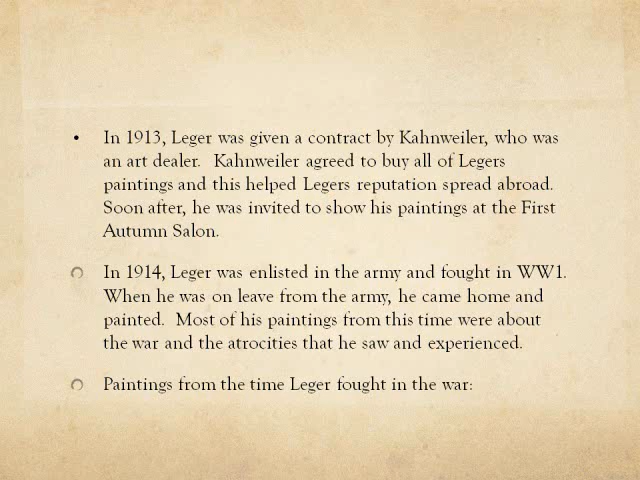 • In 1913, Leger was given a contract by Kahnweiler, who was
an art dealer.  Kahnweiler agreed to buy all of Legers
paintings and this helped Legers reputation spread abroad.
Soon after, he was invited to show his paintings at the First
Autumn Salon.
In 1914, Leger was enlisted in the army and fought in WW1.
When he was on leave from the army, he came home and
painted.  Most of his paintings from this time were about
the war and the atrocities that he saw and experienced.
Paintings from the time Leger fought in the war: